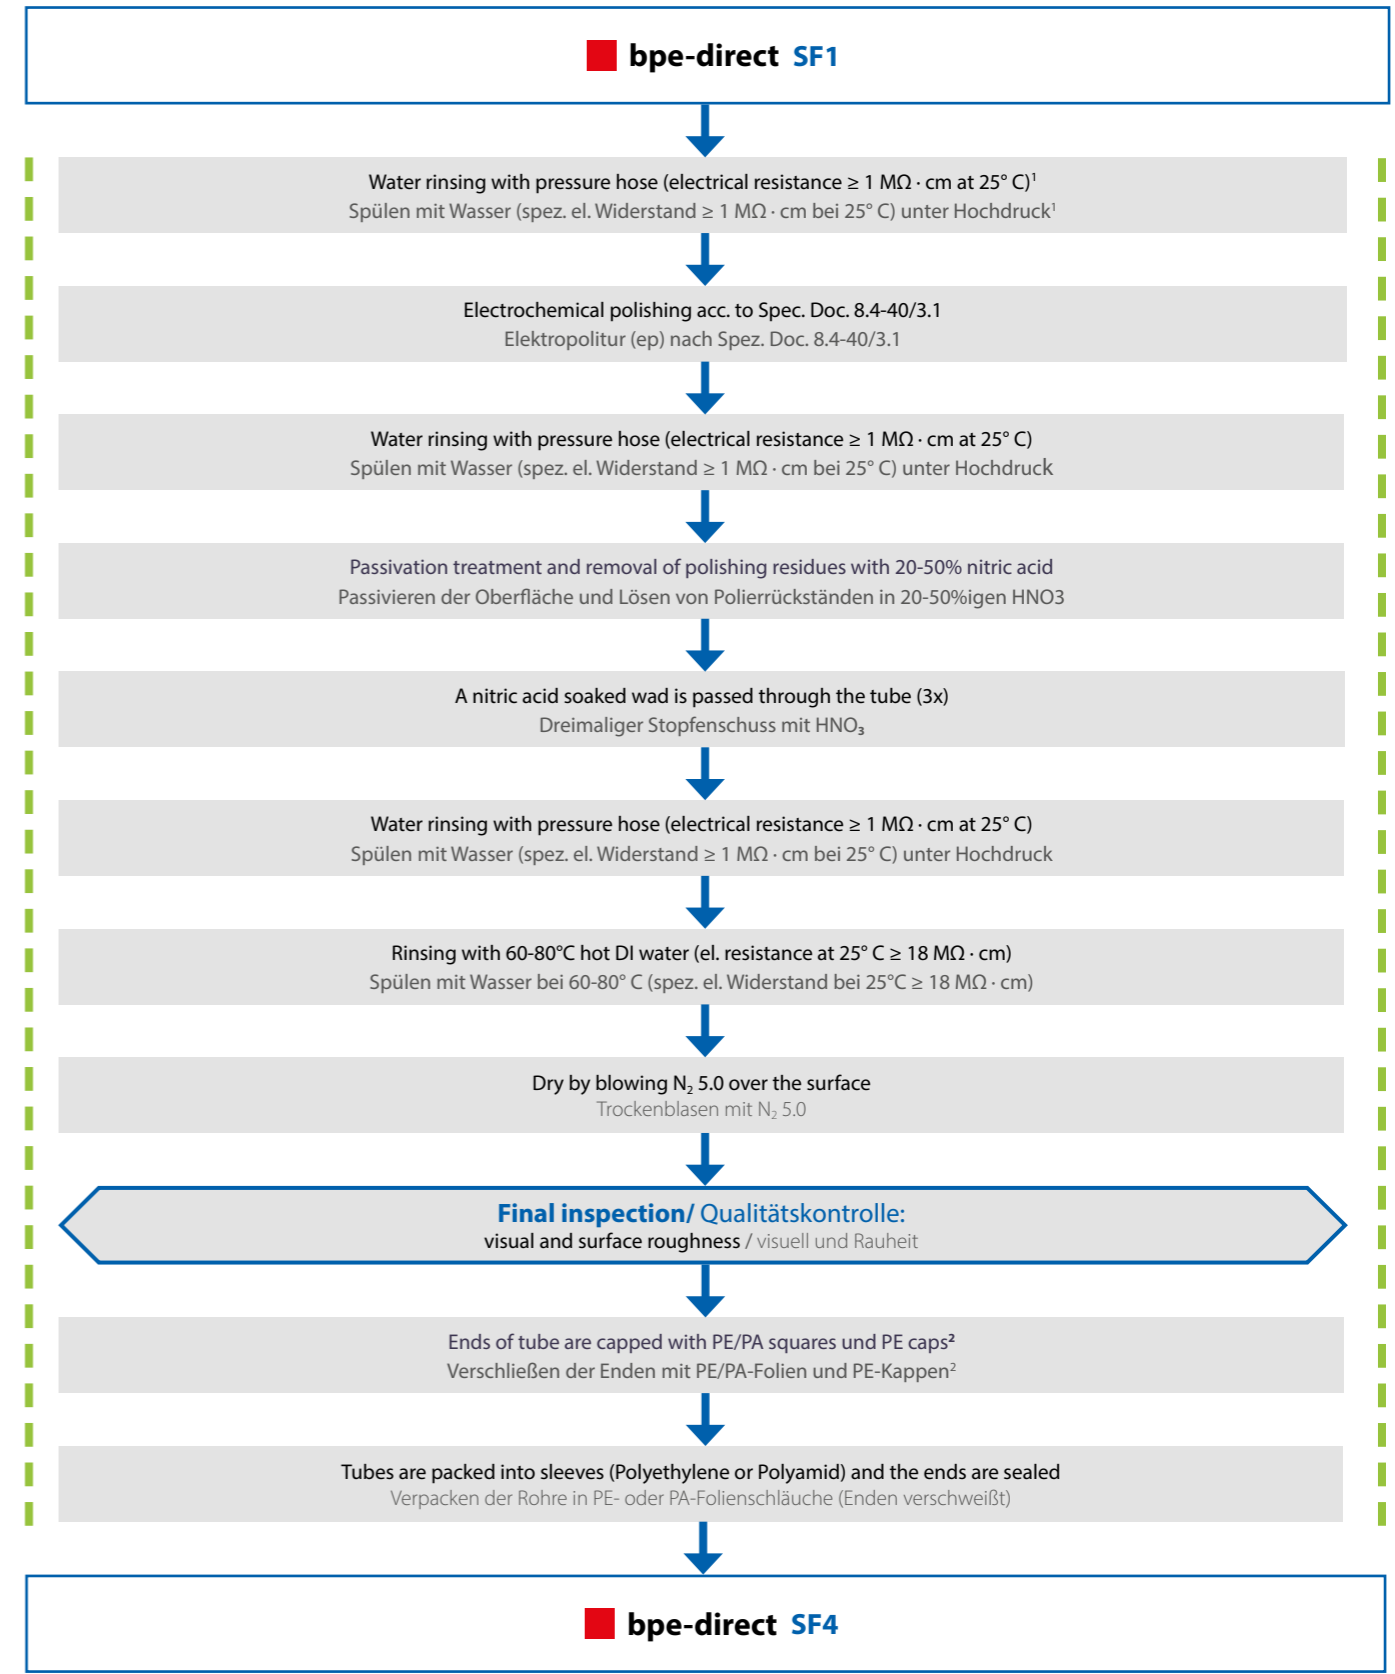 bpe-direct SF1
Water rinsing with pressure hose (electrical resistance ≥ 1 MΩ · cm at 25° C)¹
Spülen mit Wasser (spez. el. Widerstand ≥ 1 MΩ · cm bei 25° C) unter Hochdruck¹
Electrochemical polishing acc. to Spec. Doc. 8.4-40/3.1
Elektropolitur (ep) nach Spez. Doc. 8.4-40/3.1
Water rinsing with pressure hose (electrical resistance ≥ 1 MΩ · cm at 25° C)
Spülen mit Wasser (spez. el. Widerstand ≥ 1 MΩ · cm bei 25° C) unter Hochdruck
Passivation treatment and removal of polishing residues with 20-50% nitric acid
Passivieren der Oberfläche und Lösen von Polierrückständen in 20-50%igen HNO3
A nitric acid soaked wad is passed through the tube (3x)
Dreimaliger Stopfenschuss mit HNO₃
Water rinsing with pressure hose (electrical resistance ≥ 1 MΩ · cm at 25° C)
Spülen mit Wasser (spez. el. Widerstand ≥ 1 MΩ · cm bei 25° C) unter Hochdruck
Rinsing with 60-80°C hot DI water (el. resistance at 25° C ≥ 18 MΩ · cm)
Spülen mit Wasser bei 60-80° C (spez. el. Widerstand bei 25°C ≥ 18 MΩ · cm)
Dry by blowing N₂ 5.0 over the surface
Trockenblasen mit N₂ 5.0
Final inspection/ Qualitätskontrolle:
visual and surface roughness / visuell und Rauheit
Ends of tube are capped with PE/PA squares und PE caps²
Verschließen der Enden mit PE/PA-Folien und PE-Kappen²
Tubes are packed into sleeves (Polyethylene or Polyamid) and the ends are sealed
Verpacken der Rohre in PE- oder PA-Folienschläuche (Enden verschweißt)
bpe-direct SF4